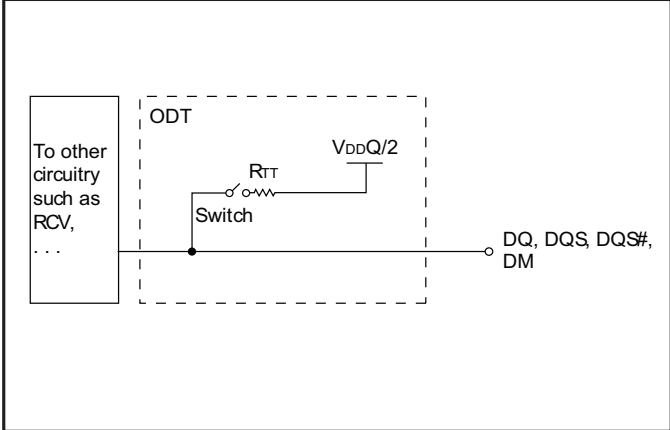 ODT
To other
circuitry
such as
RCV,
. . .
VDDQ/2
RTT
Switch
DQ, DQS, DQS#,
DM